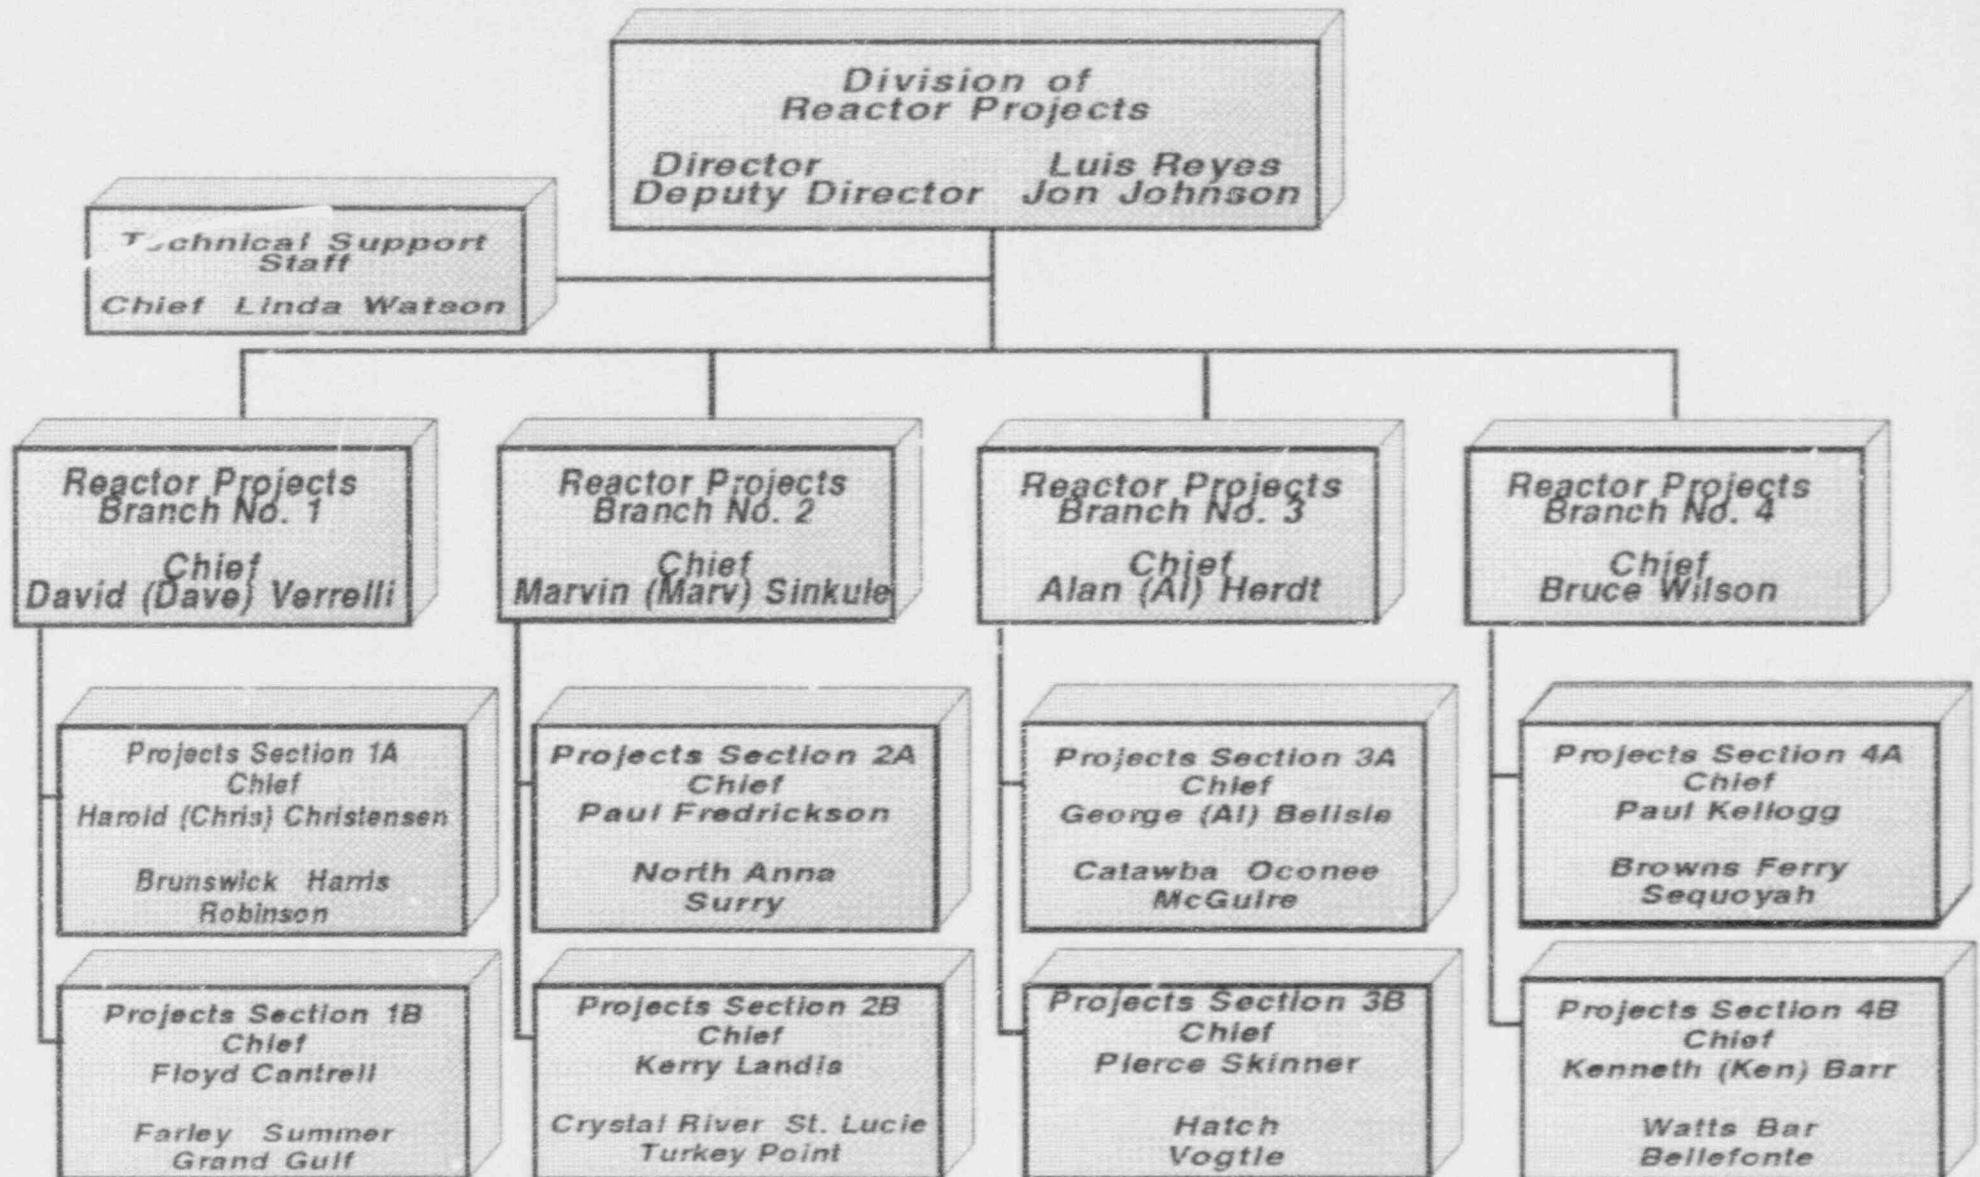 Division of
Reactor Projects
Director Luis Reyes
Deputy Director Jon Johnson
Technical Support
Staff
Chief Linda Watson
Reactor Projects
Branch No. 1
Chief
David (Dave) Verrelli
Reactor Projects
Branch No. 2
Chief
Marvin (Marv) Sinkule
Reactor Projects
Branch No. 3
Chief
Alan (Al) Herdt
Reactor Projects
Branch No. 4
Chief
Bruce Wilson
Projects Section 1A
Chief
Harold (Chris) Christensen
Brunswick Harris
Robinson
Projects Section 2A
Chief
Paul Fredrickson
North Anna
Surry
Projects Section 3A
Chief
George (Al) Belisle
Catawba Oconee
McGuire
Projects Section 4A
Chief
Paul Kellogg
Browns Ferry
Sequoyah
Projects Section 1B
Chief
Floyd Cantrell
Farley Summer
Grand Gulf
Projects Section 2B
Chief
Kerry Landis
Crystal River St. Lucie
Turkey Point
Projects Section 3B
Chief
Pierce Skinner
Hatch
Vogtle
Projects Section 4B
Chief
Kenneth (Ken) Barr
Watts Bar
Bellefonte